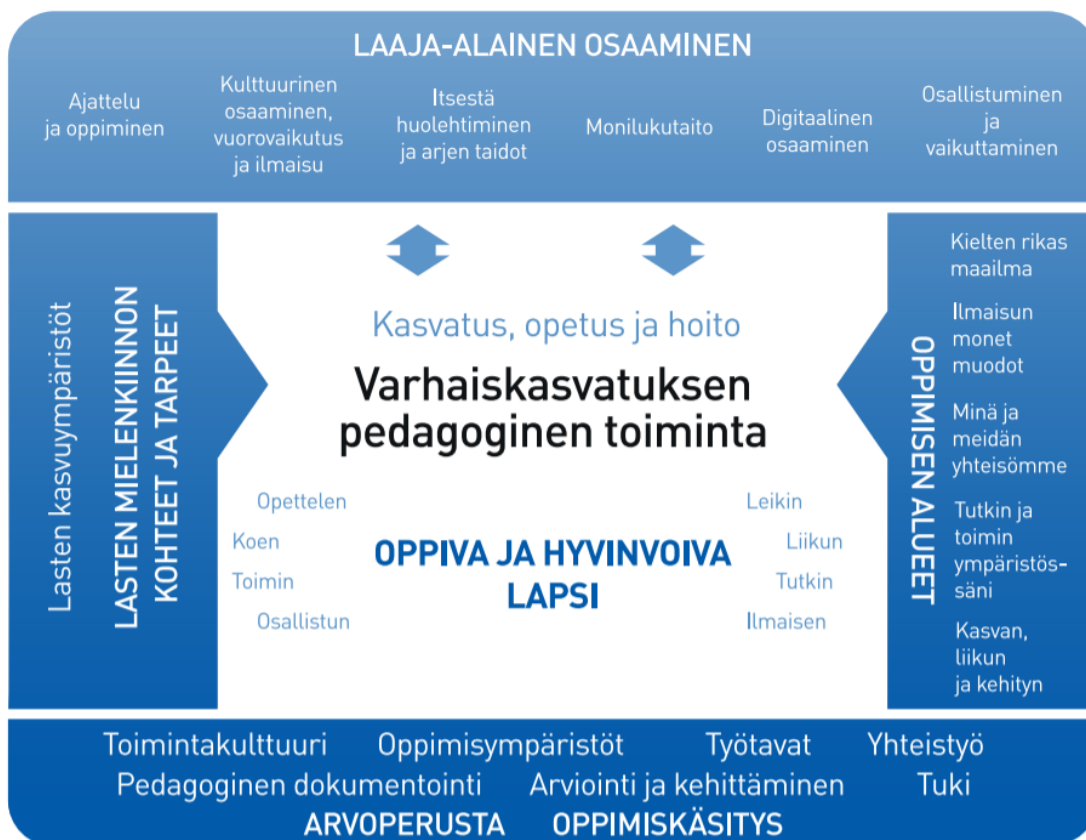 LAAJA-ALAINEN OSAAMINEN
Ajattelu
ja oppiminen
Kulttuurinen
osaaminen,
vuorovaikutus
ja ilmaisu
Itsestä
huolehtiminen
ja arjen taidot
Monilukutaito
Digitaalinen
osaaminen
Osallistuminen
ja
vaikuttaminen
Lasten kasvuympäristöt
LASTEN MIELENKIINNON
KOHTEET JA TARPEET
Kasvatus, opetus ja hoito
Varhaiskasvatuksen
pedagoginen toiminta
Opettelen
Koen
Toimin
Osallistun
OPPIVA JA HYVINVOIVA
LAPSI
Leikin
Liikun
Tutkin
Ilmaisen
OPPIMISEN ALUEET
Kielten rikas
maailma
Ilmaisun
monet
muodot
Minä ja
meidän
yhteisömme
Tutkin ja
toimin
ympäristös-
säni
Kasvan,
liikun
ja kehityn
Toimintakulttuuri Oppimisympäristöt Työtavat Yhteistyö
Pedagoginen dokumentointi Arviointi ja kehittäminen Tuki
ARVOPERUSTA OPPIMISKÄSITYS